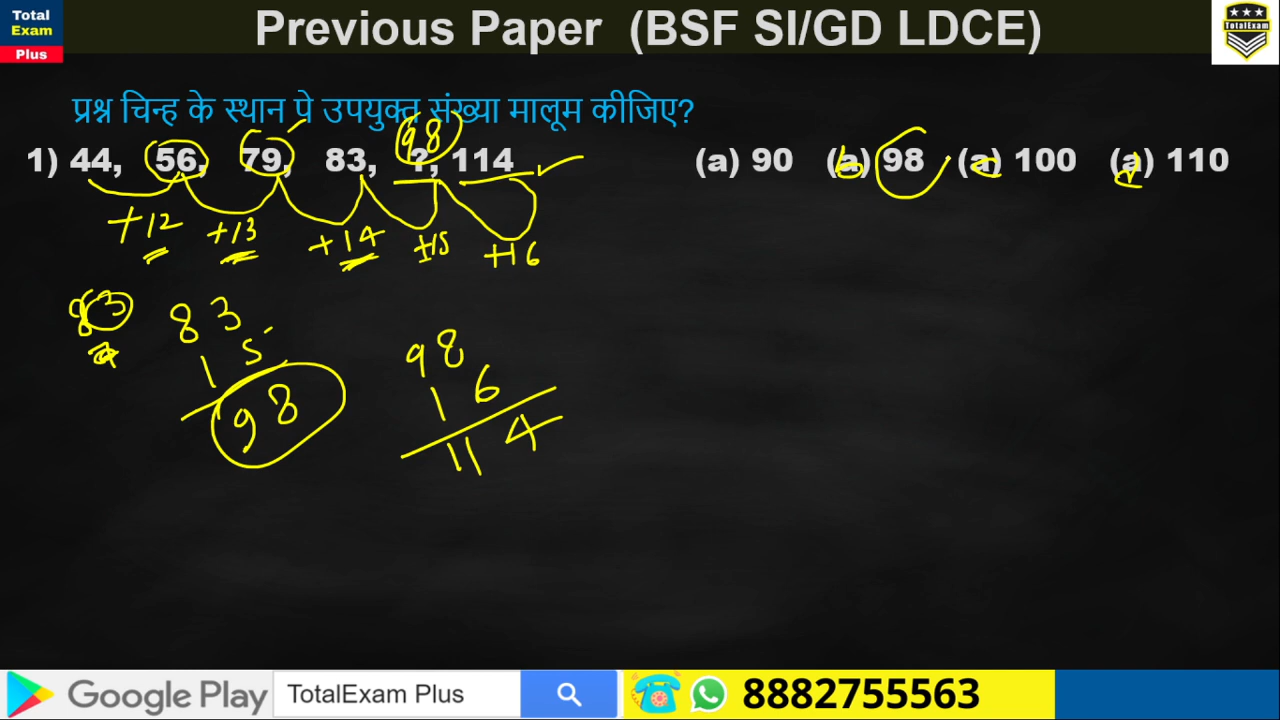 Total
Exam
Plus
Previous Paper (BSF SI/GD LDCE)
TotalExam
प्रश्न चिन्ह के स्थान पे उपयुक्त संख्या मालूम कीजिए?
98
1) 44, 56, 79, 83, ?, 114 (a) 90 (a) b 98 (a) c 100 (a) d 110
+12 +13 +14 +15 +16
83 83
15
98
98
16
114
Google Play TotalExam Plus 8882755563